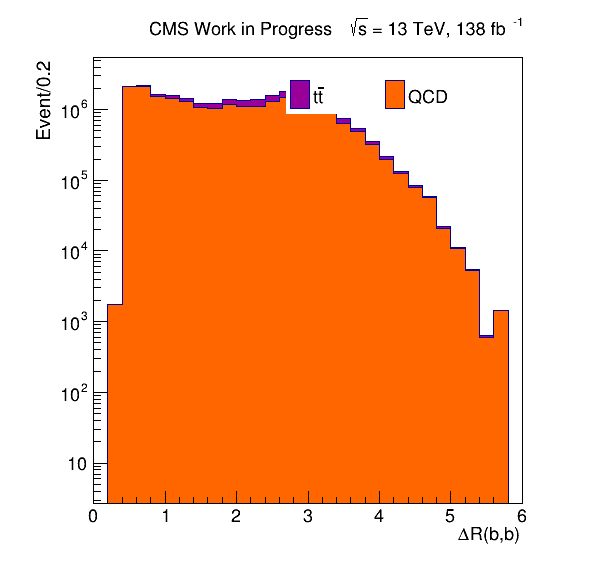 CMS Work in Progress √s = 13 TeV, 138 fb⁻¹
Event/0.2
tt̄
QCD
10⁶
10⁵
10⁴
10³
10²
10
0 1 2 3 4 5 6
ΔR(b,b)